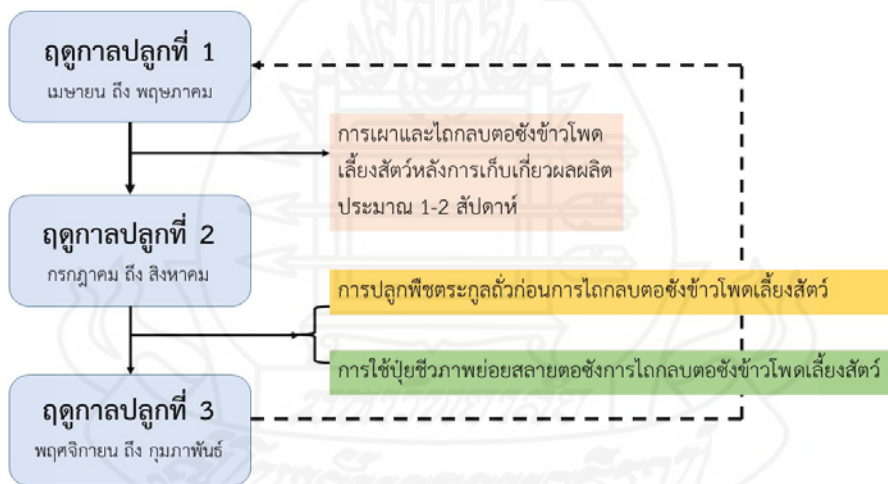 ฤดูกาลปลูกที่ 1
เมษายน ถึง พฤษภาคม
การเผาและไถกลบตอซังข้าวโพด
เลี้ยงสัตว์หลังการเก็บเกี่ยวผลผลิต
ประมาณ 1-2 สัปดาห์
ฤดูกาลปลูกที่ 2
กรกฎาคม ถึง สิงหาคม
การปลูกพืชตระกูลถั่วก่อนการไถกลบตอซังข้าวโพดเลี้ยงสัตว์
การใช้ปุ๋ยชีวภาพย่อยสลายตอซังการไถกลบตอซังข้าวโพดเลี้ยงสัตว์
ฤดูกาลปลูกที่ 3
พฤศจิกายน ถึง กุมภาพันธ์